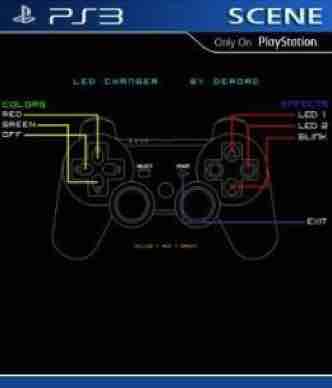 PS3 SCENE
Only On PlayStation
LED CHANGER BY DEROAD
COLORS
RED
GREEN
OFF
EFFECTS
LED 1
LED 2
BLINK
SELECT
START
EXIT